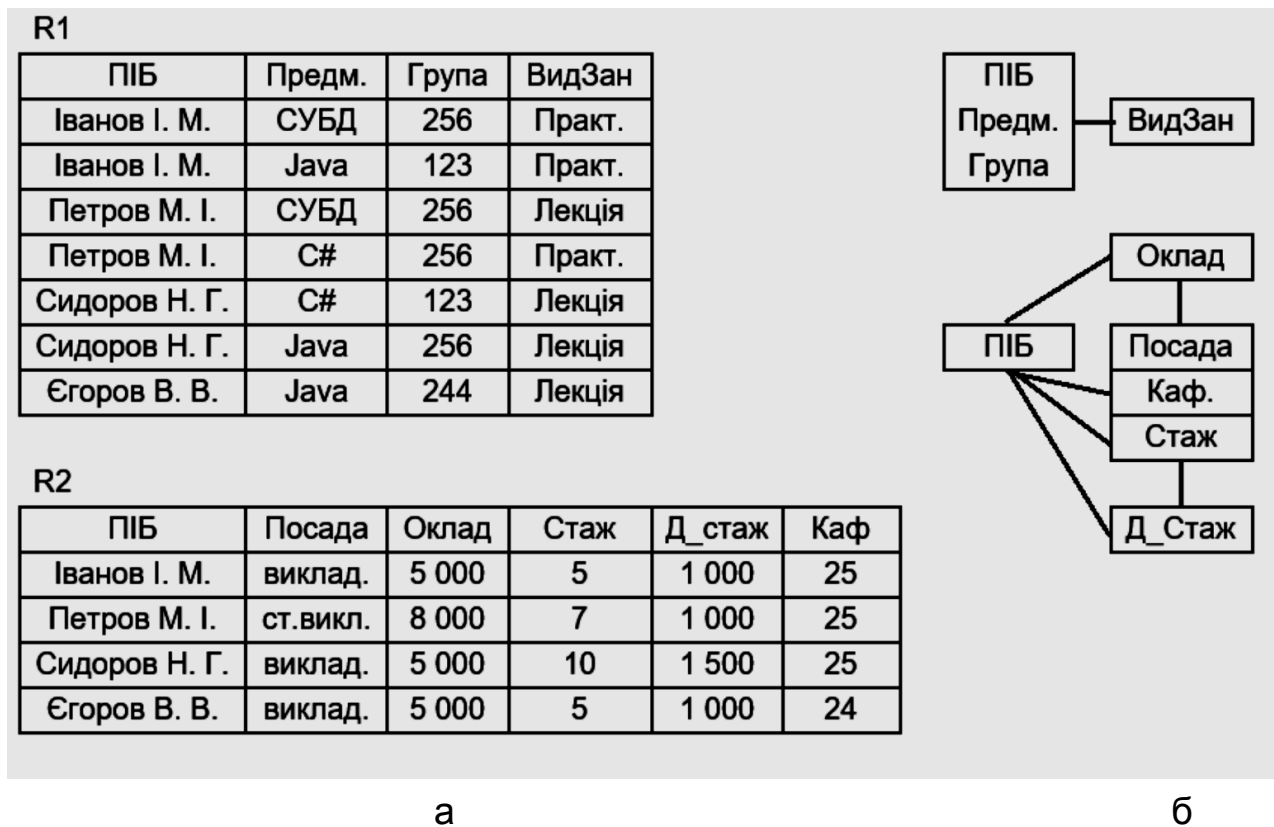 R1
ПІБ Предм. Група ВидЗан
Іванов І. М. СУБД 256 Практ.
Іванов І. М. Java 123 Практ.
Петров М. І. СУБД 256 Лекція
Петров М. І. C# 256 Практ.
Сидоров Н. Г. C# 123 Лекція
Сидоров Н. Г. Java 256 Лекція
Єгоров В. В. Java 244 Лекція
R2
ПІБ Посада Оклад Стаж Д_стаж Каф
Іванов І. М. виклад. 5 000 5 1 000 25
Петров М. І. ст.викл. 8 000 7 1 000 25
Сидоров Н. Г. виклад. 5 000 10 1 500 25
Єгоров В. В. виклад. 5 000 5 1 000 24
а
ПІБ
Предм. ВидЗан
Група
Оклад
ПІБ Посада
Каф.
Стаж
Д_Стаж
б